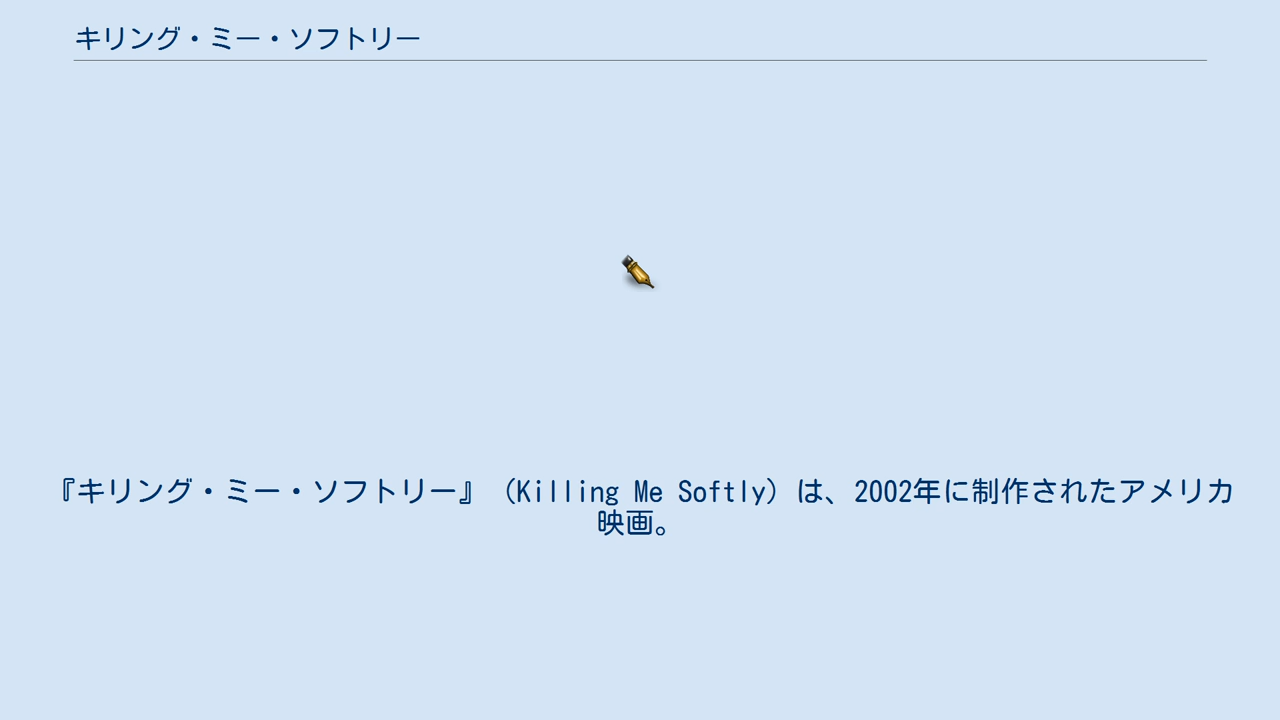 キリング・ミー・ソフトリー
『キリング・ミー・ソフトリー』（Killing Me Softly）は、2002年に制作されたアメリカ
映画。